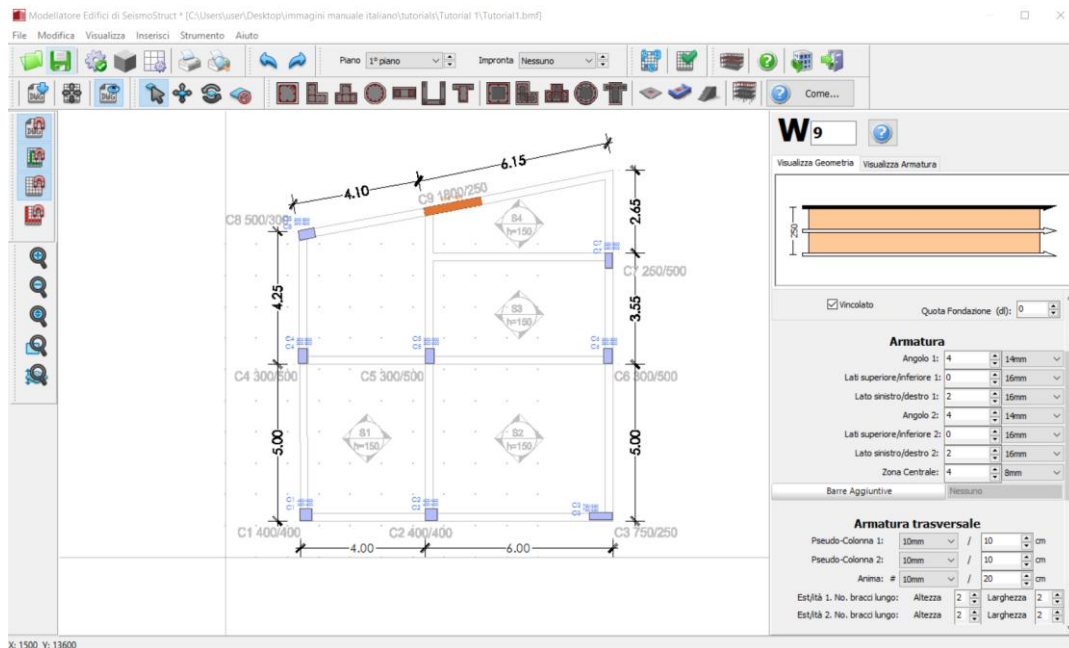 Modellatore Edifici di SeismoStruct * [C:\Users\user\Desktop\immagini manuale italiano\tutorials\Tutorial 1\Tutorial1.bmf]
File Modifica Visualizza Inserisci Strumento Aiuto
Piano 1° piano Impronta Nessuno
DWG DWG Come...
DWG
W 9
Visualizza Geometria Visualizza Armatura
250
Vincolato Quota Fondazione (dl): 0
Armatura
Angolo 1: 4 14mm
Lati superiore/inferiore 1: 0 16mm
Lato sinistro/destro 1: 2 16mm
Angolo 2: 4 14mm
Lati superiore/inferiore 2: 0 16mm
Lato sinistro/destro 2: 2 16mm
Zona Centrale: 4 8mm
Barre Aggiuntive Nessuno
Armatura trasversale
Pseudo-Colonna 1: 10mm / 10 cm
Pseudo-Colonna 2: 10mm / 10 cm
Anima: # 10mm / 20 cm
Est/ità 1. No. bracci lungo: Altezza 2 Larghezza 2
Est/ità 2. No. bracci lungo: Altezza 2 Larghezza 2
6.15
4.10
C9 1800/250
C8 500/300
S4
h=150
2.65
C7 250/500
4.25
S3
h=150
3.55
C4 300/500 C5 300/500 C6 300/500
S1
h=150
S2
h=150
5.00 5.00
C1 400/400 C2 400/400 C3 750/250
4.00 6.00
X: 1500 Y: 13600